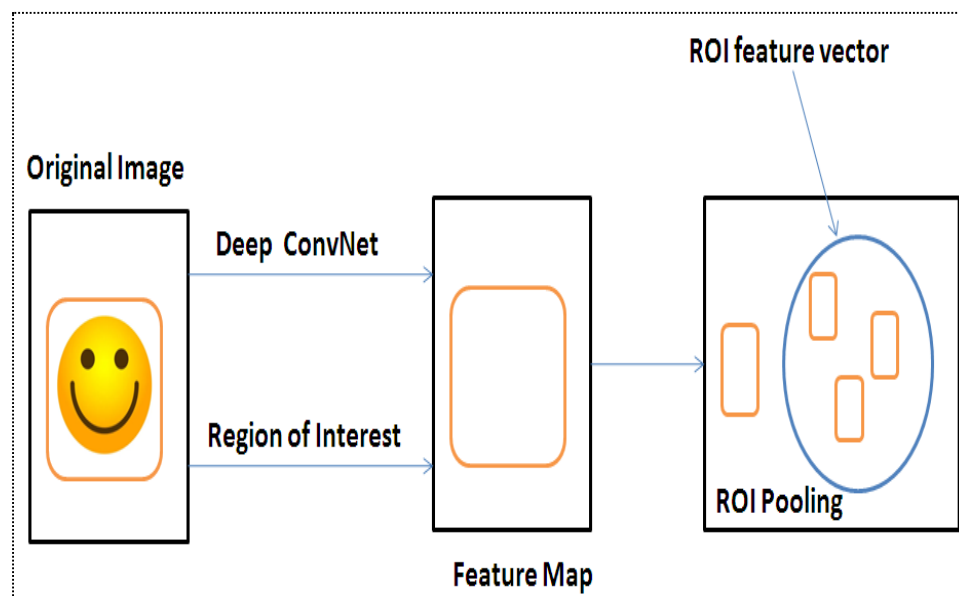 ROI feature vector
Original Image
Deep ConvNet
Region of Interest
ROI Pooling
Feature Map